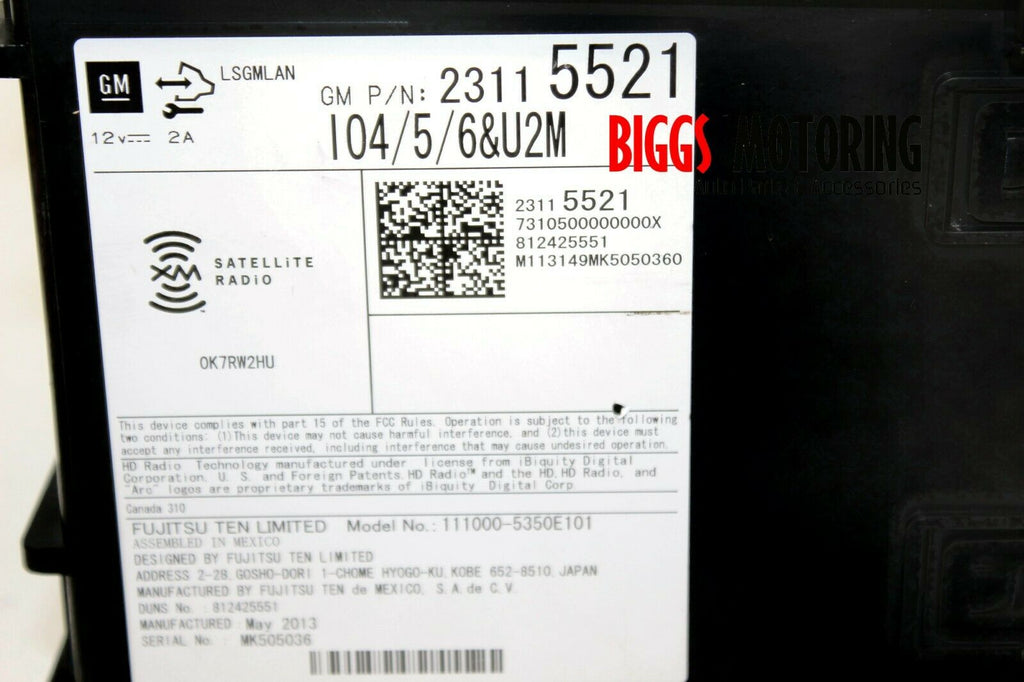 GM
LSGMLAN
GM P/N: 2311 5521
12v 2A
IO4/5/6&U2M
BIGGS MOTORING
Accessories
2311 5521
7310500000000X
812425551
M113149MK5050360
XM SATELLiTE
RADiO
OK7RW2HU
This device complies with part 15 of the FCC Rules. Operation is subject to the following
two conditions: (1)This device may not cause harmful interference, and (2)this device must
accept any interference received, including interference that may cause undesired operation.
HD Radio Technology manufactured under license from iBiquity Digital
Corporation. U. S. and Foreign Patents. HD Radio™ and the HD, HD Radio, and
"Arc" logos are proprietary trademarks of iBiquity Digital Corp.
Canada 310
FUJITSU TEN LIMITED Model No.: 111000-5350E101
ASSEMBLED IN MEXICO
DESIGNED BY FUJITSU TEN LIMITED
ADDRESS 2-28, GOSHO-DORI 1-CHOME HYOGO-KU, KOBE 652-8510, JAPAN
MANUFACTURED BY FUJITSU TEN de MEXICO, S. A. de C. V.
DUNS No. : 812425551
MANUFACTURED : May 2013
SERIAL No. : MK505036